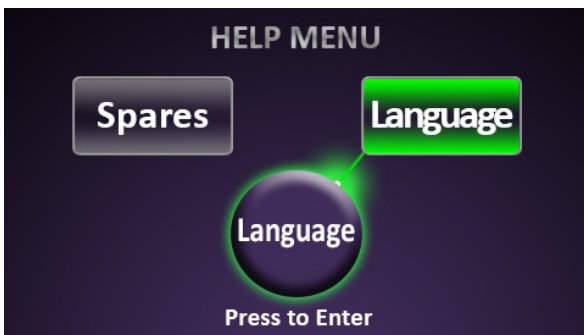 HELP MENU
Spares
Language
Language
Press to Enter